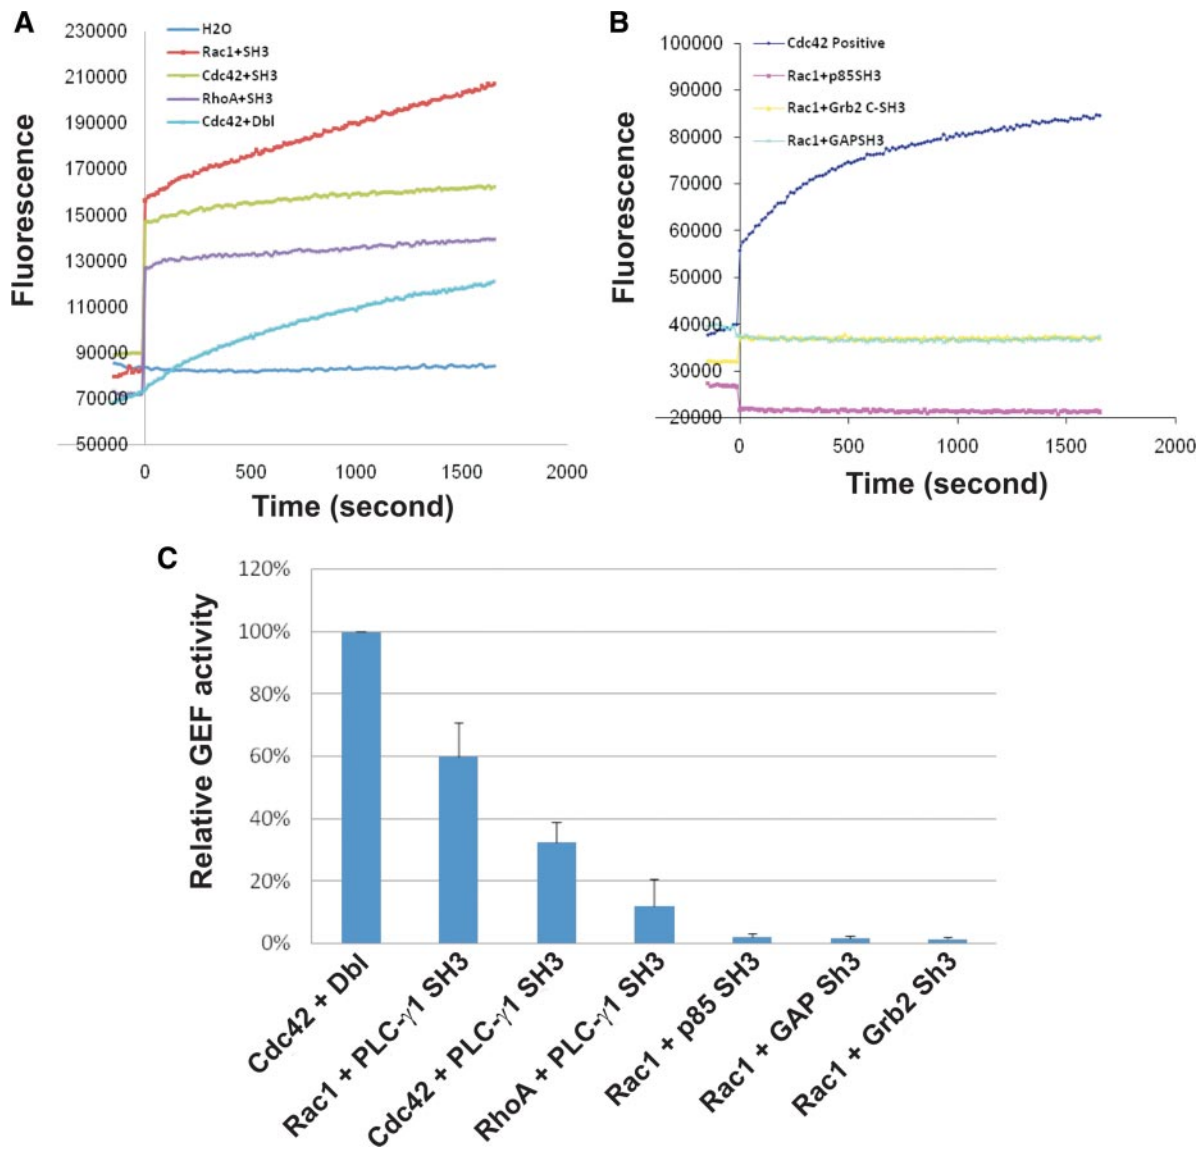 A
Fluorescence
230000
210000
190000
170000
150000
130000
110000
90000
70000
50000
H2O
Rac1+SH3
Cdc42+SH3
RhoA+SH3
Cdc42+Dbl
0 500 1000 1500 2000
Time (second)
B
Fluorescence
100000
90000
80000
70000
60000
50000
40000
30000
20000
Cdc42 Positive
Rac1+p85SH3
Rac1+Grb2 C-SH3
Rac1+GAPSH3
0 500 1000 1500 2000
Time (second)
C
Relative GEF activity
120%
100%
80%
60%
40%
20%
0%
Cdc42 + Dbl
Rac1 + PLC-γ1 SH3
Cdc42 + PLC-γ1 SH3
RhoA + PLC-γ1 SH3
Rac1 + p85 SH3
Rac1 + GAP Sh3
Rac1 + Grb2 Sh3